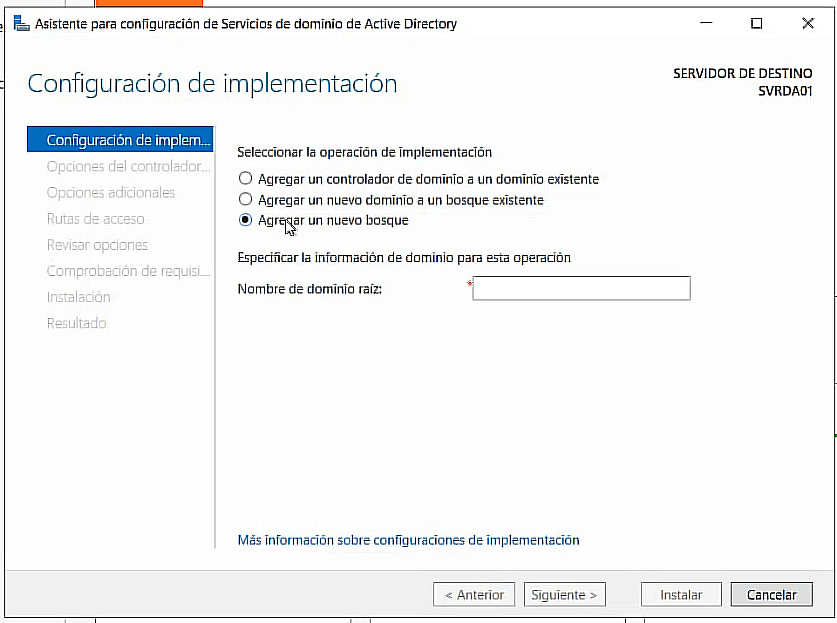 Asistente para configuración de Servicios de dominio de Active Directory
Configuración de implementación
SERVIDOR DE DESTINO
SVRDA01
Configuración de implem...
Opciones del controlador...
Opciones adicionales
Rutas de acceso
Revisar opciones
Comprobación de requisi...
Instalación
Resultado
Seleccionar la operación de implementación
Agregar un controlador de dominio a un dominio existente
Agregar un nuevo dominio a un bosque existente
Agregar un nuevo bosque
Especificar la información de dominio para esta operación
Nombre de dominio raíz: *
Más información sobre configuraciones de implementación
< Anterior
Siguiente >
Instalar
Cancelar